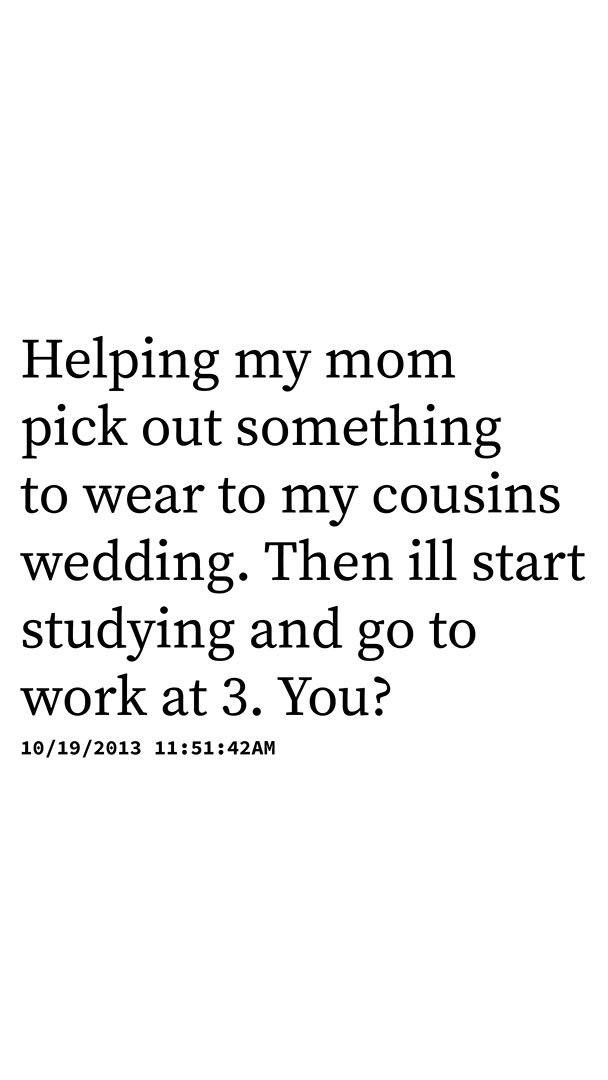 Helping my mom
pick out something
to wear to my cousins
wedding. Then ill start
studying and go to
work at 3. You?
10/19/2013 11:51:42AM